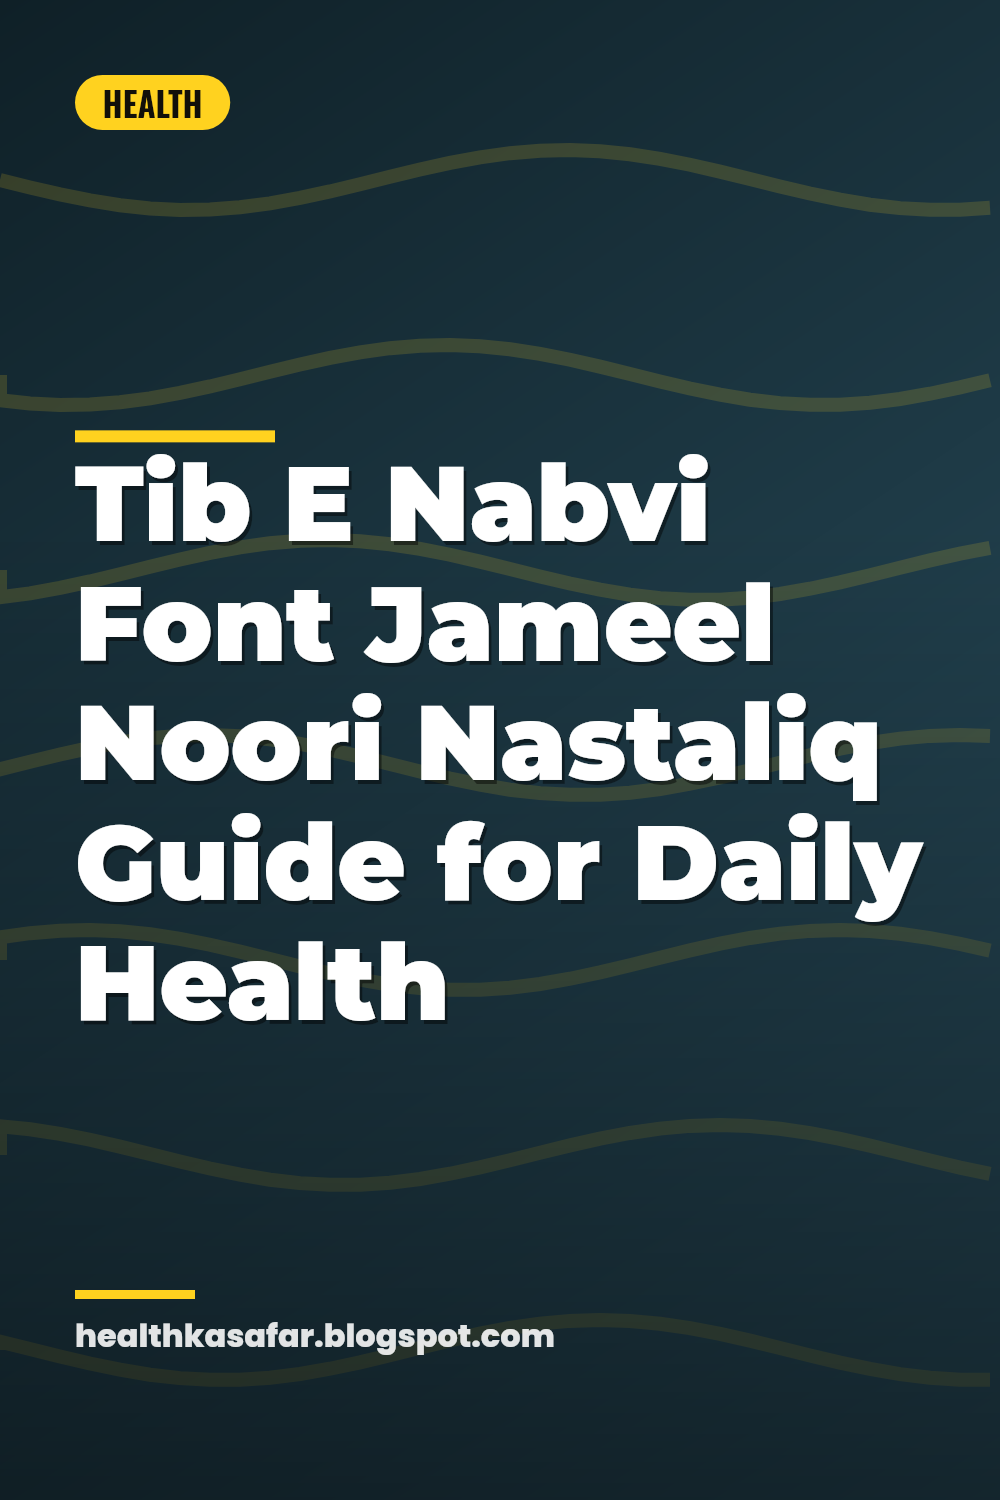 HEALTH
Tib E Nabvi
Font Jameel
Noori Nastaliq
Guide for Daily
Health
healthkasafar.blogspot.com